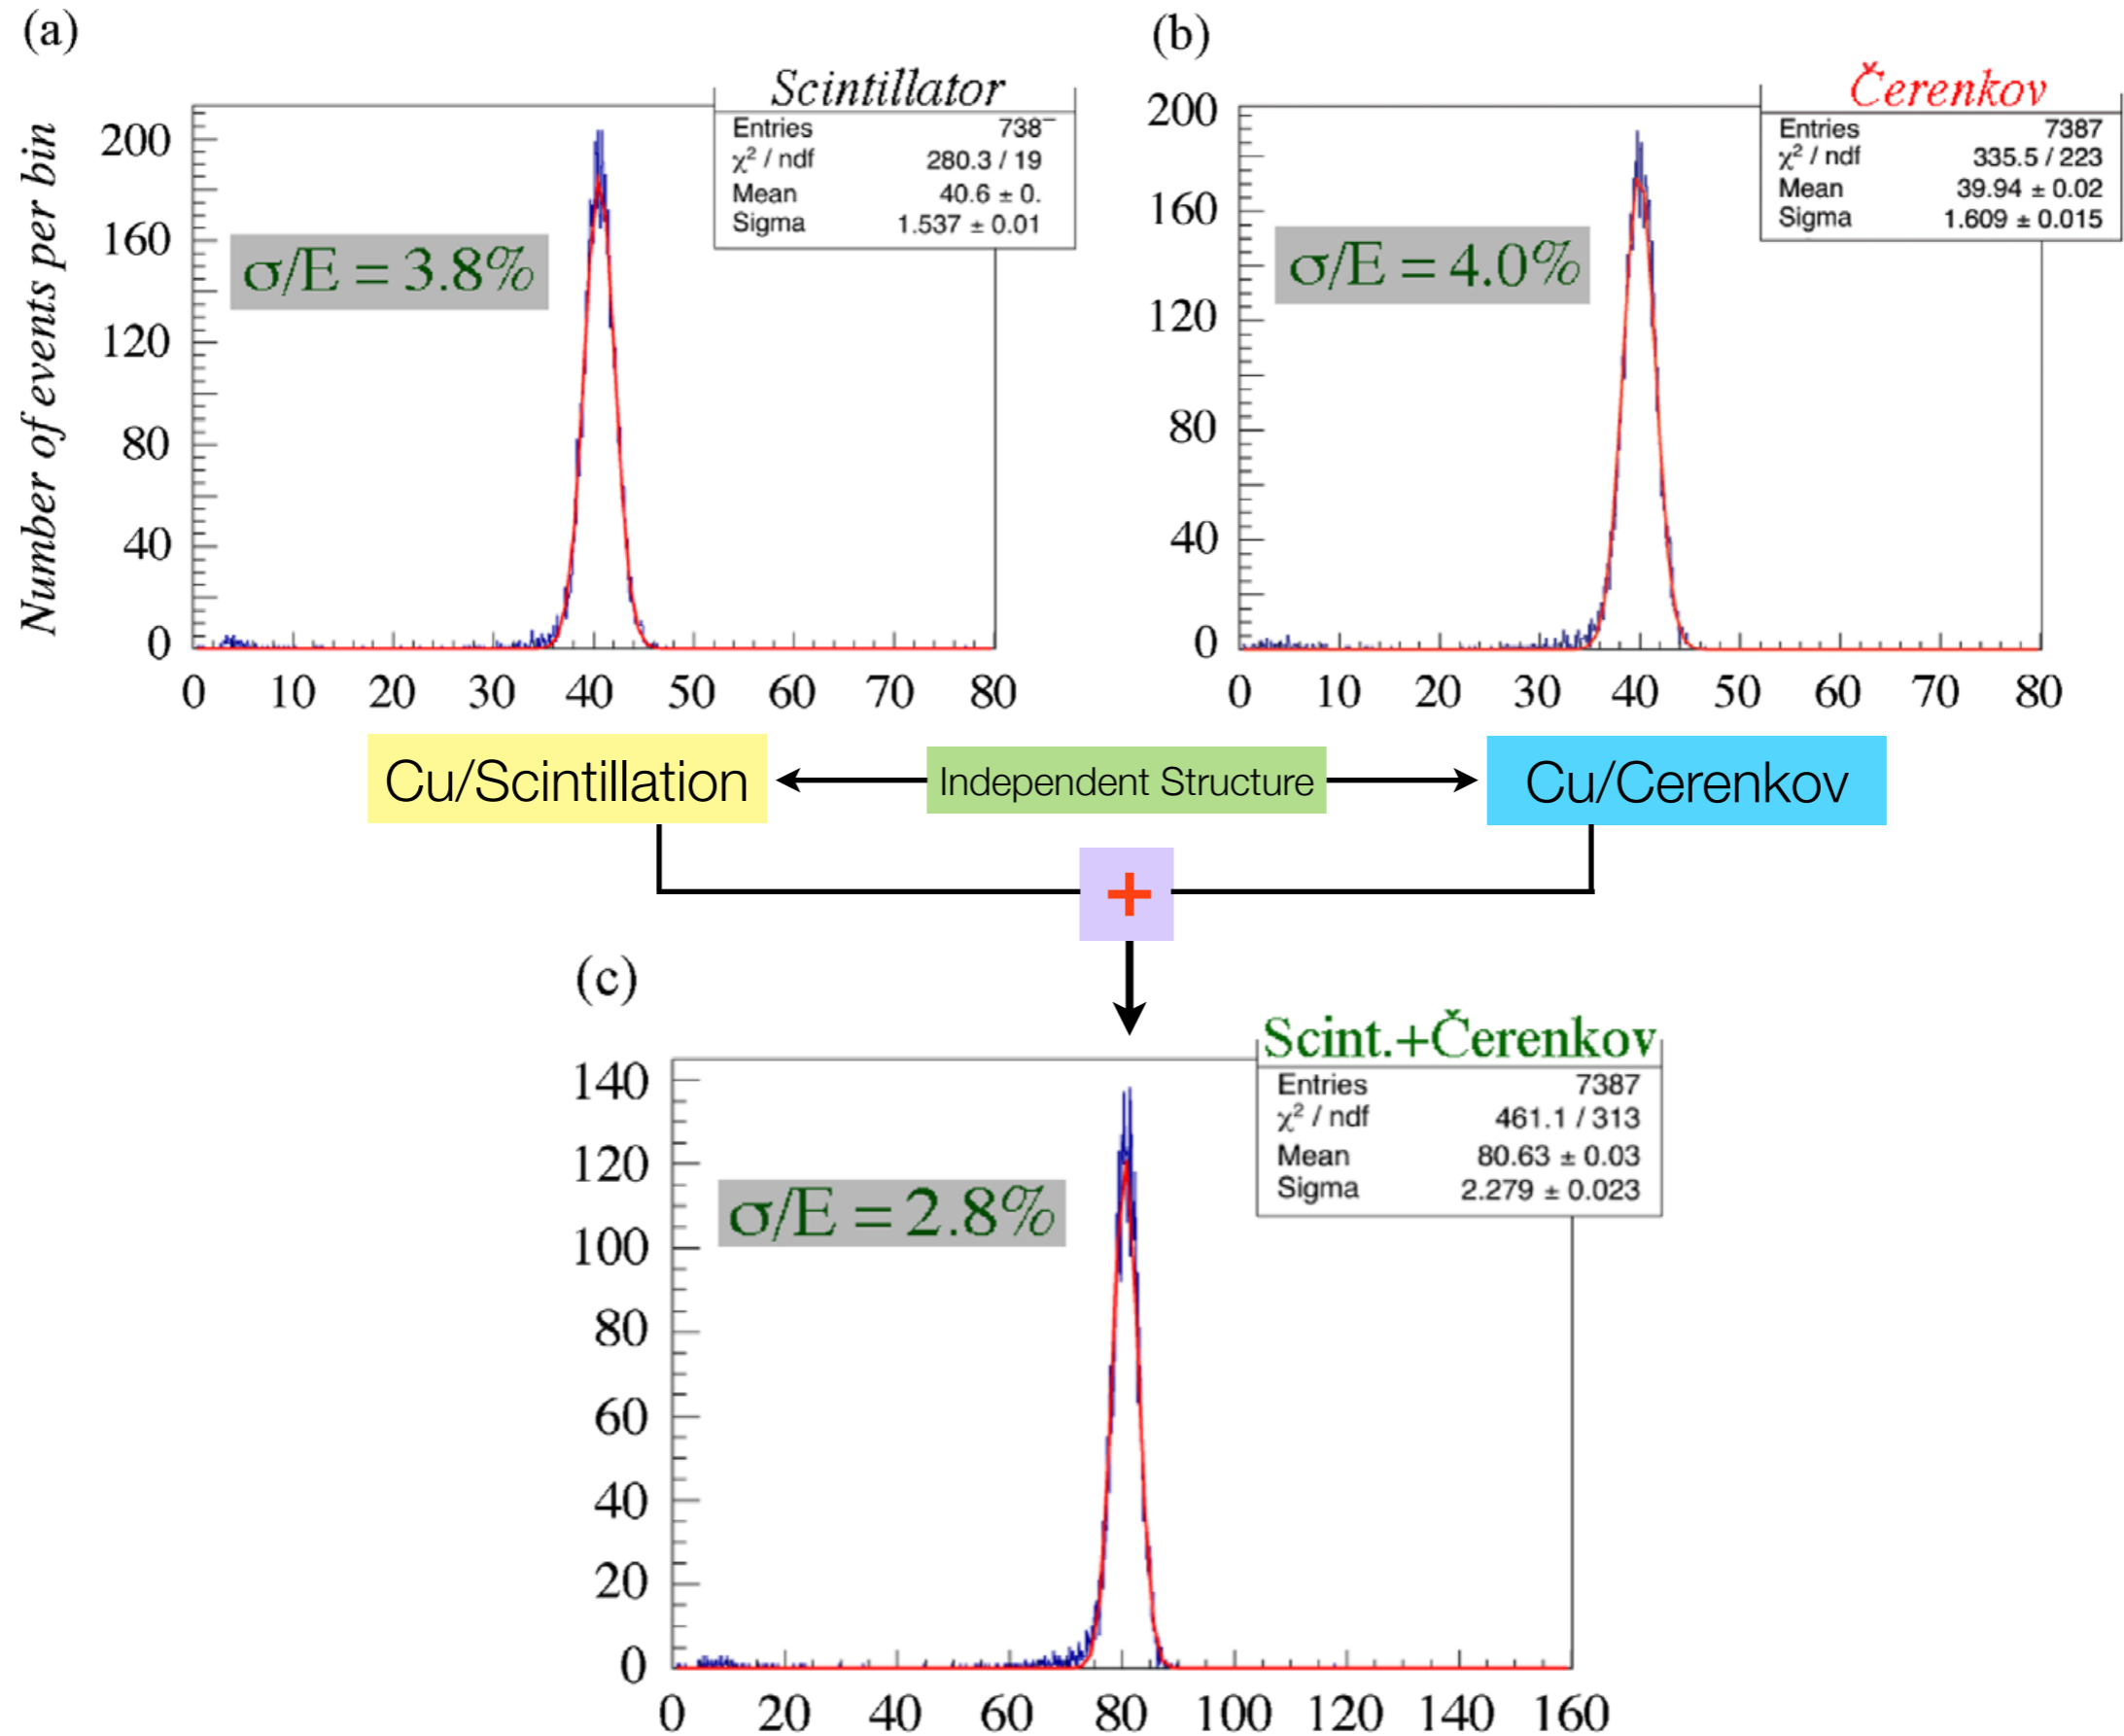 (a)
Scintillator
Entries 738
χ² / ndf 280.3 / 19
Mean 40.6 ± 0.
Sigma 1.537 ± 0.01
σ/E = 3.8%
Number of events per bin
200
160
120
80
40
0
0 10 20 30 40 50 60 70 80
(b)
Čerenkov
Entries 7387
χ² / ndf 335.5 / 223
Mean 39.94 ± 0.02
Sigma 1.609 ± 0.015
σ/E = 4.0%
200
160
120
80
40
0
0 10 20 30 40 50 60 70 80
Cu/Scintillation
Independent Structure
Cu/Cerenkov
+
(c)
Scint.+Čerenkov
Entries 7387
χ² / ndf 461.1 / 313
Mean 80.63 ± 0.03
Sigma 2.279 ± 0.023
σ/E = 2.8%
140
120
100
80
60
40
20
0
0 20 40 60 80 100 120 140 160